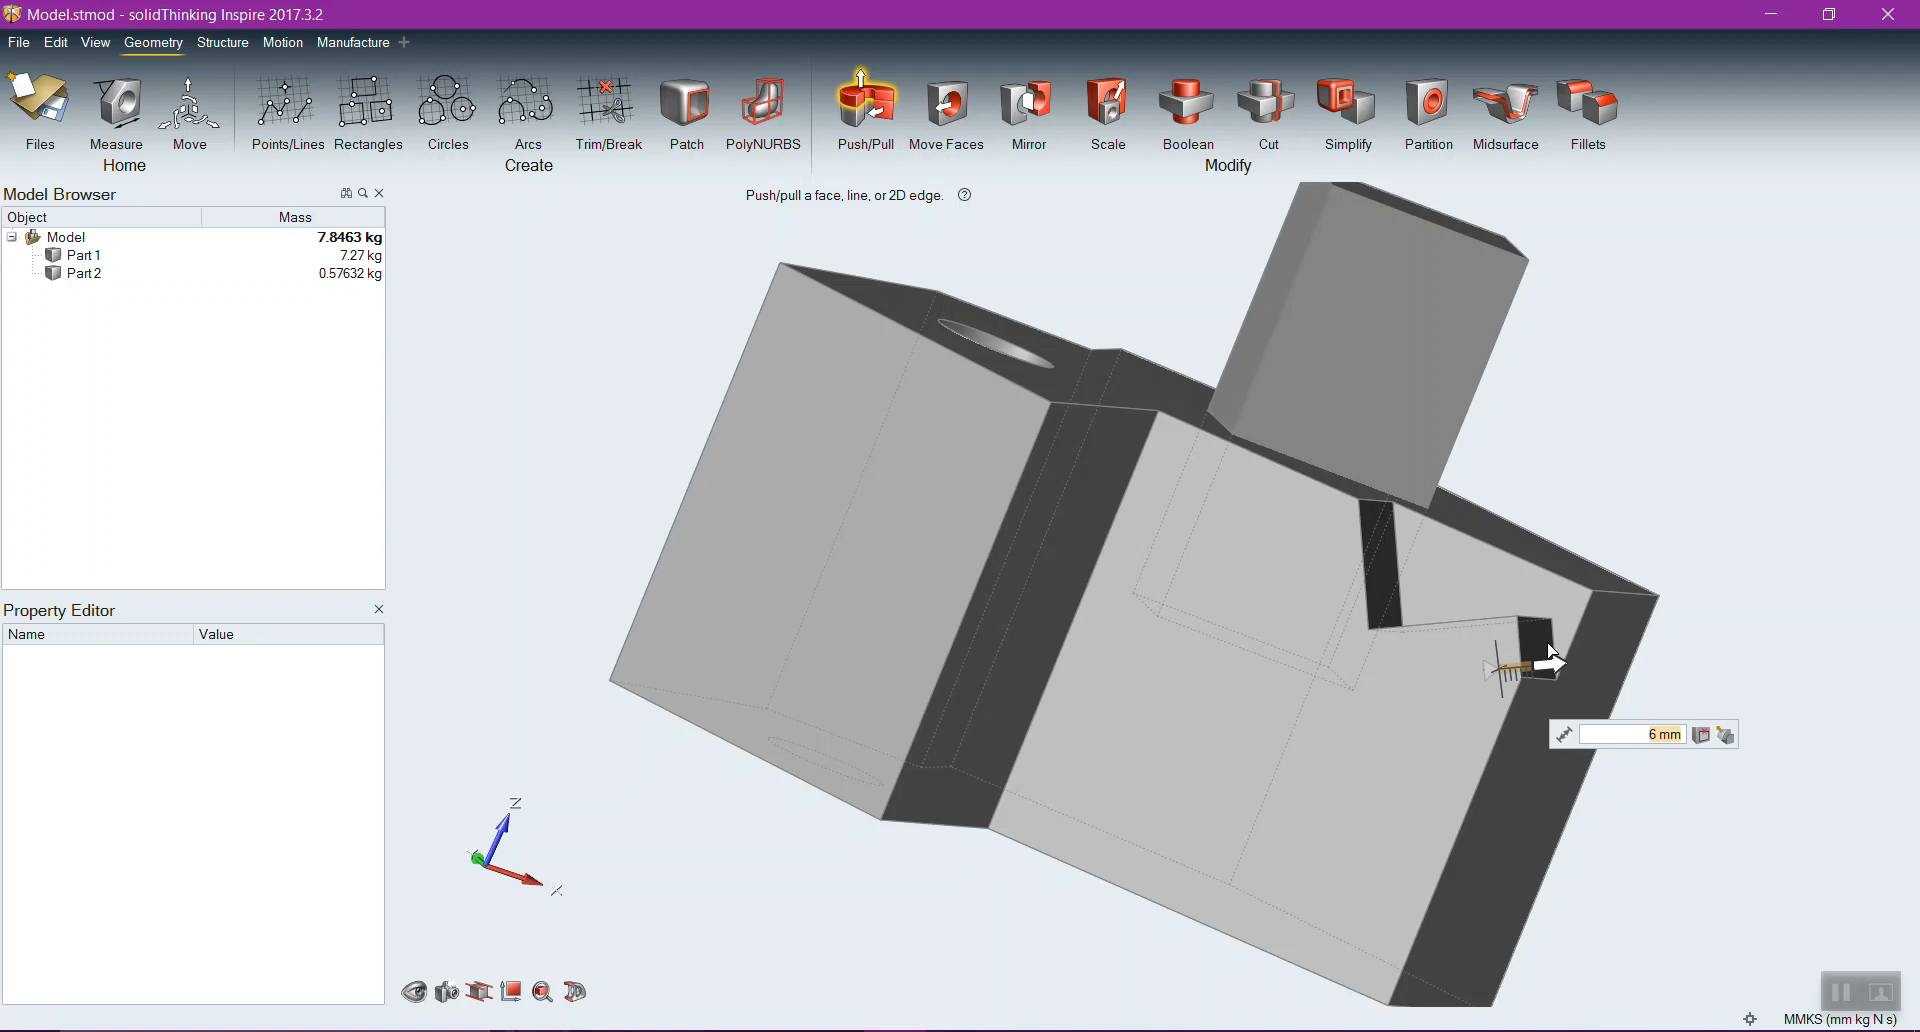 Model.stmod - solidThinking Inspire 2017.3.2
File Edit View Geometry Structure Motion Manufacture
Files Measure Move Points/Lines Rectangles Circles Arcs Trim/Break Patch PolyNURBS Push/Pull Move Faces Mirror Scale Boolean Cut Simplify Partition Midsurface Fillets
Home Create Modify
Model Browser
Push/pull a face, line, or 2D edge.
Object Mass
Model 7.8463 kg
Part 1 7.27 kg
Part 2 0.57632 kg
Property Editor
Name Value
6 mm
Z
X
MMKS (mm kg N s)